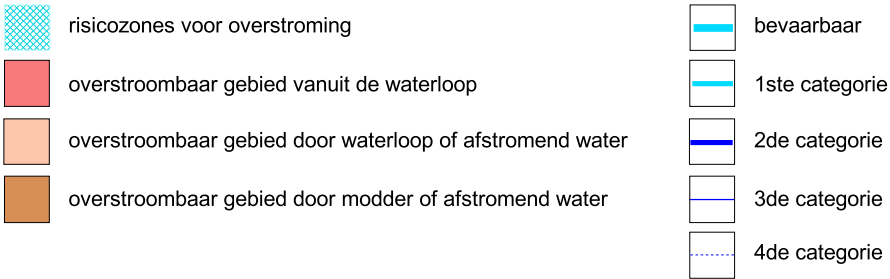 risicozones voor overstroming
overstroombaar gebied vanuit de waterloop
overstroombaar gebied door waterloop of afstromend water
overstroombaar gebied door modder of afstromend water
bevaarbaar
1ste categorie
2de categorie
3de categorie
4de categorie